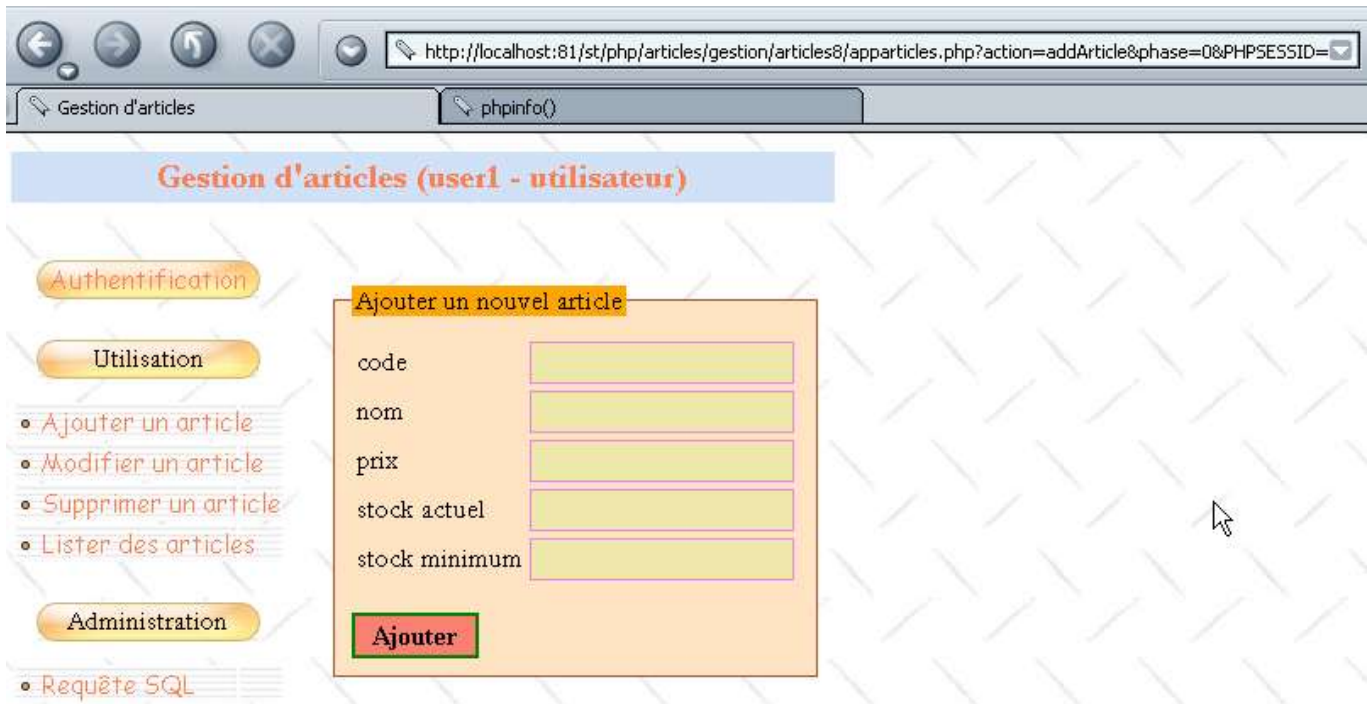 http://localhost:81/st/php/articles/gestion/articles8/apparticles.php?action=addArticle&phase=0&PHPSESSID=
Gestion d'articles
phpinfo()
Gestion d'articles (user1 - utilisateur)
Authentification
Utilisation
Ajouter un article
Modifier un article
Supprimer un article
Lister des articles
Administration
Requête SQL
Ajouter un nouvel article
code
nom
prix
stock actuel
stock minimum
Ajouter